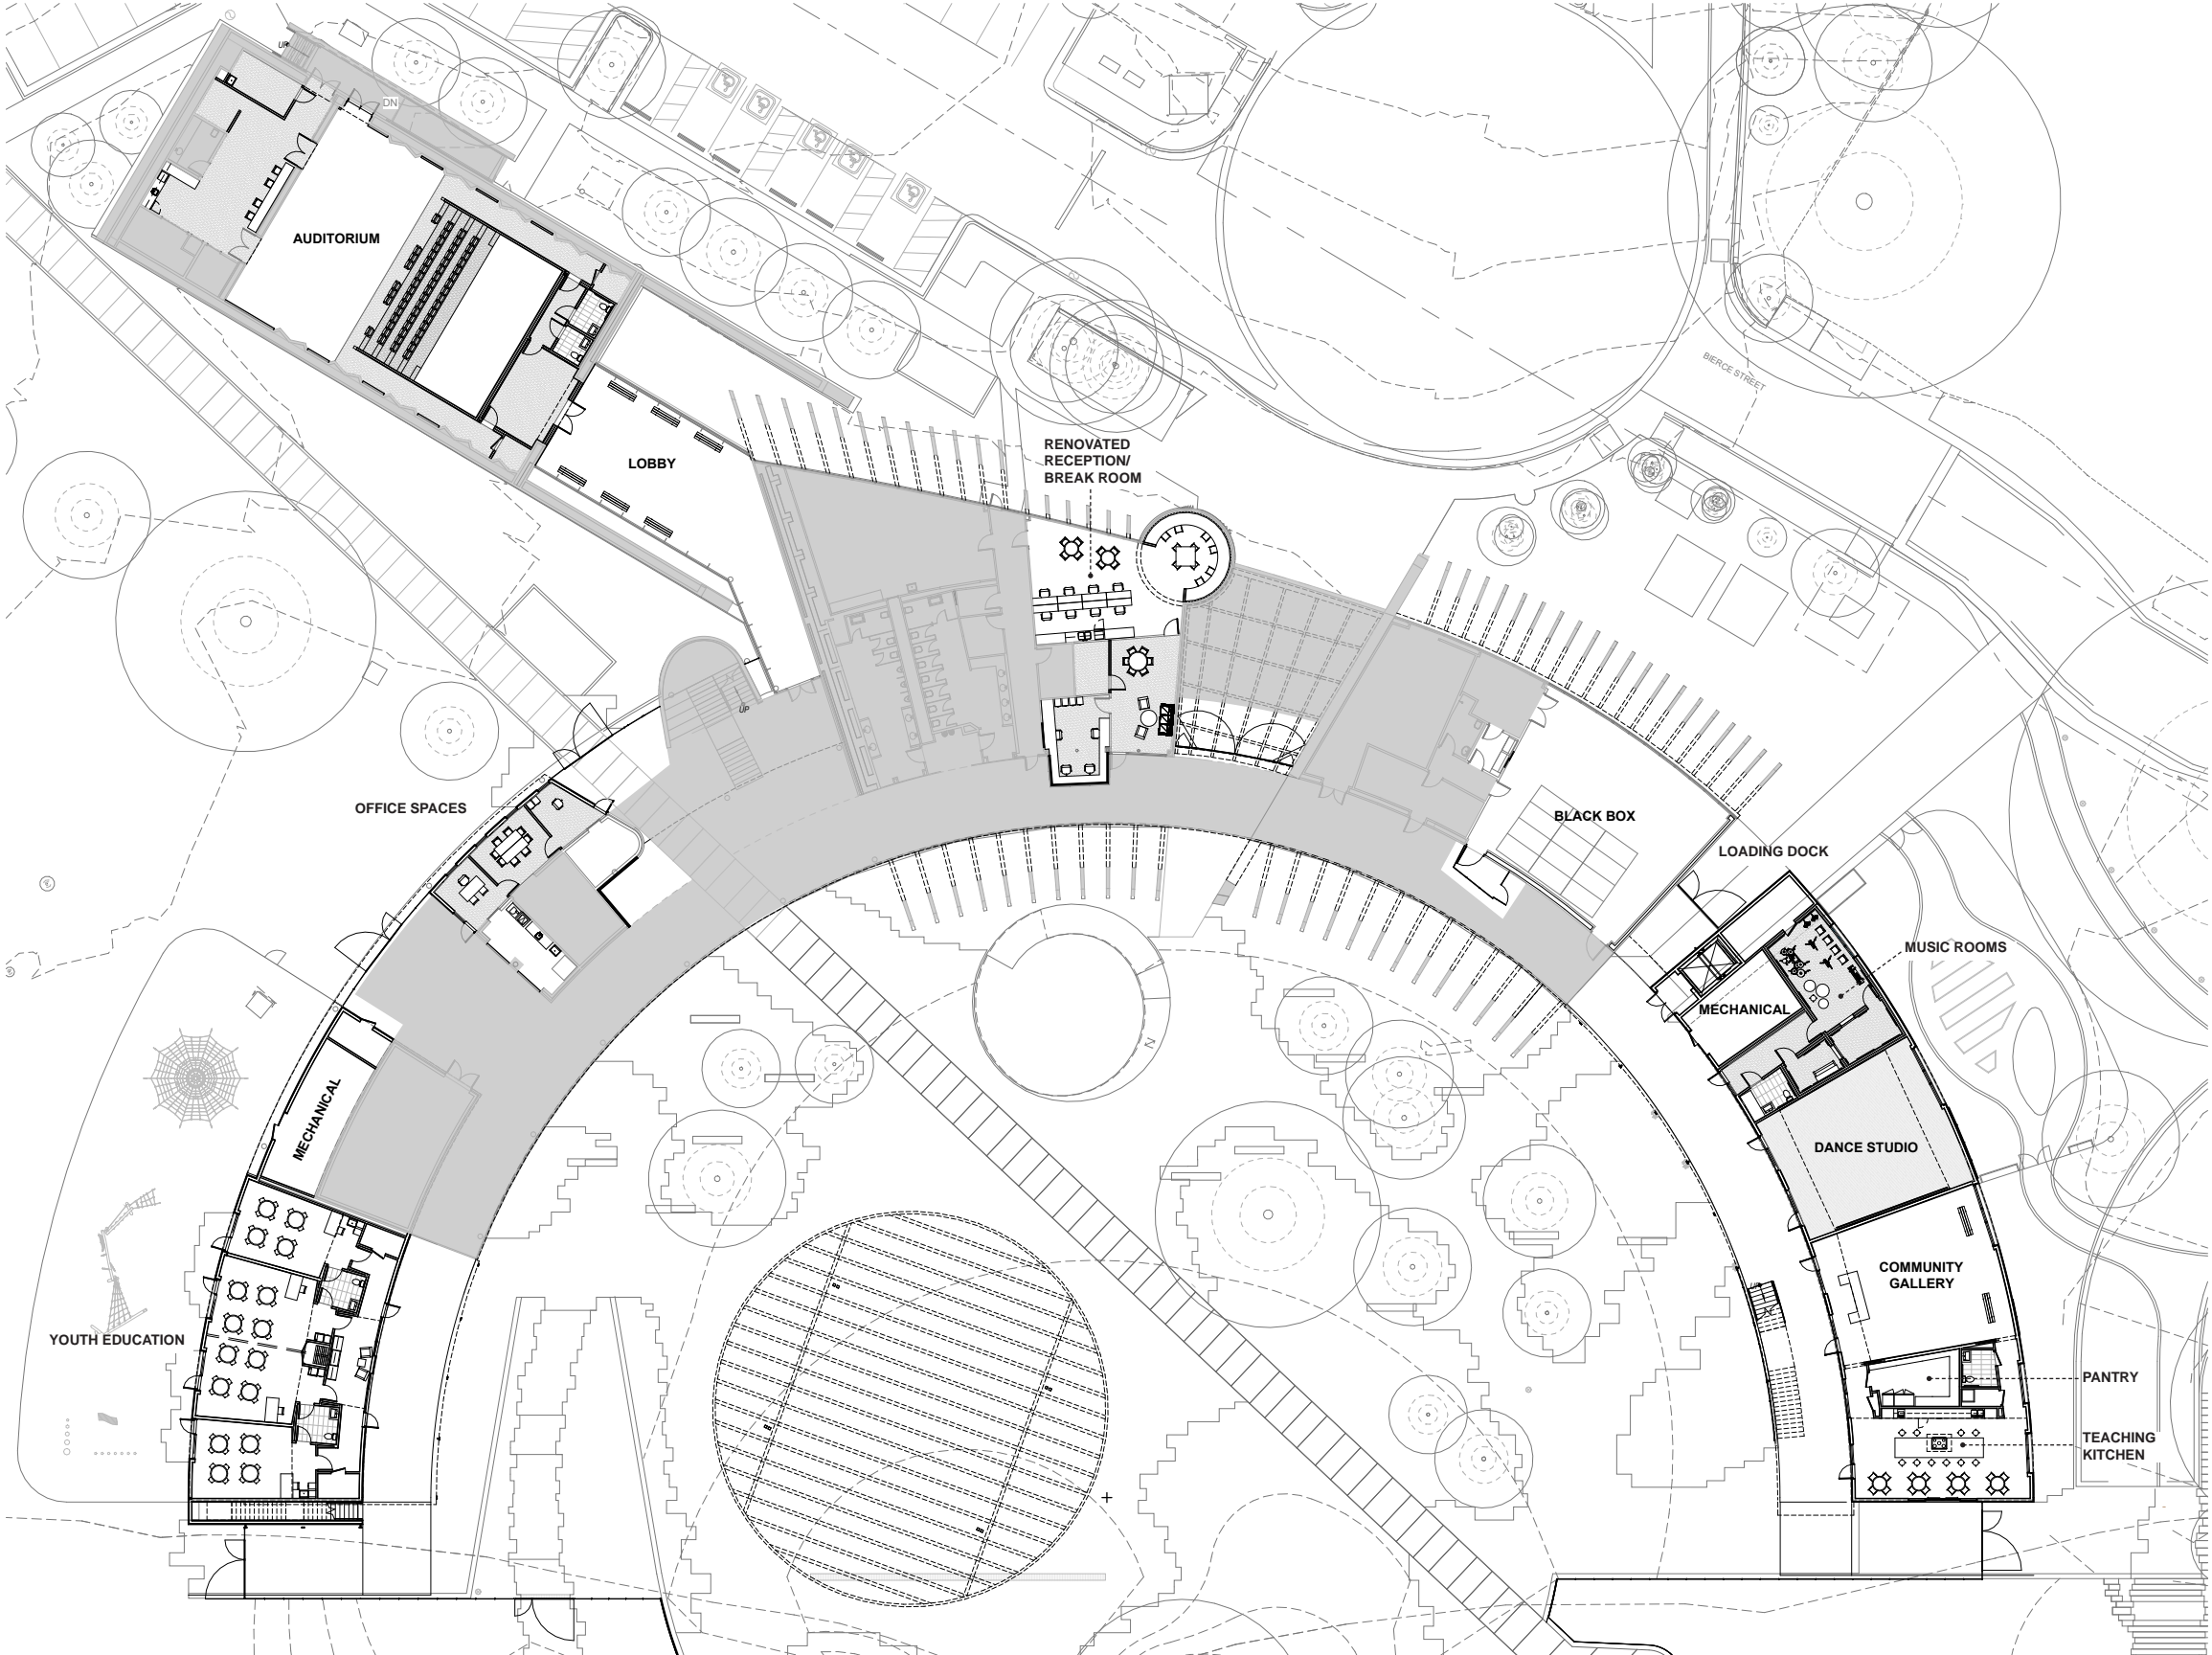 UP
DN
AUDITORIUM
BIERCE STREET
RENOVATED
RECEPTION/
BREAK ROOM
LOBBY
UP
OFFICE SPACES
BLACK BOX
LOADING DOCK
MUSIC ROOMS
MECHANICAL
N
MECHANICAL
DANCE STUDIO
COMMUNITY
GALLERY
YOUTH EDUCATION
PANTRY
TEACHING
KITCHEN